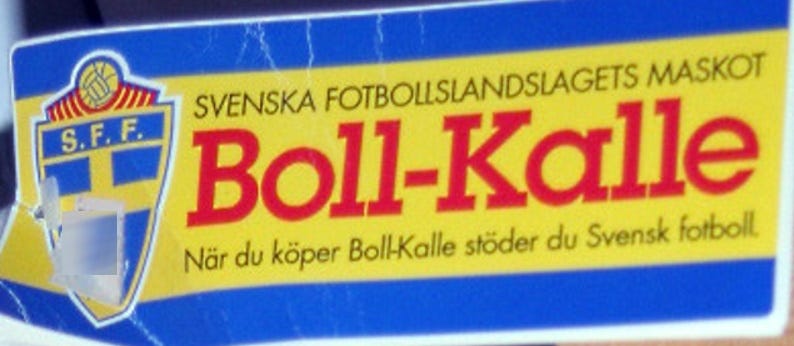 SVENSKA FOTBOLLSLANDSLAGETS MASKOT
S.F.F.
Boll-Kalle
När du köper Boll-Kalle stöder du Svensk fotboll.